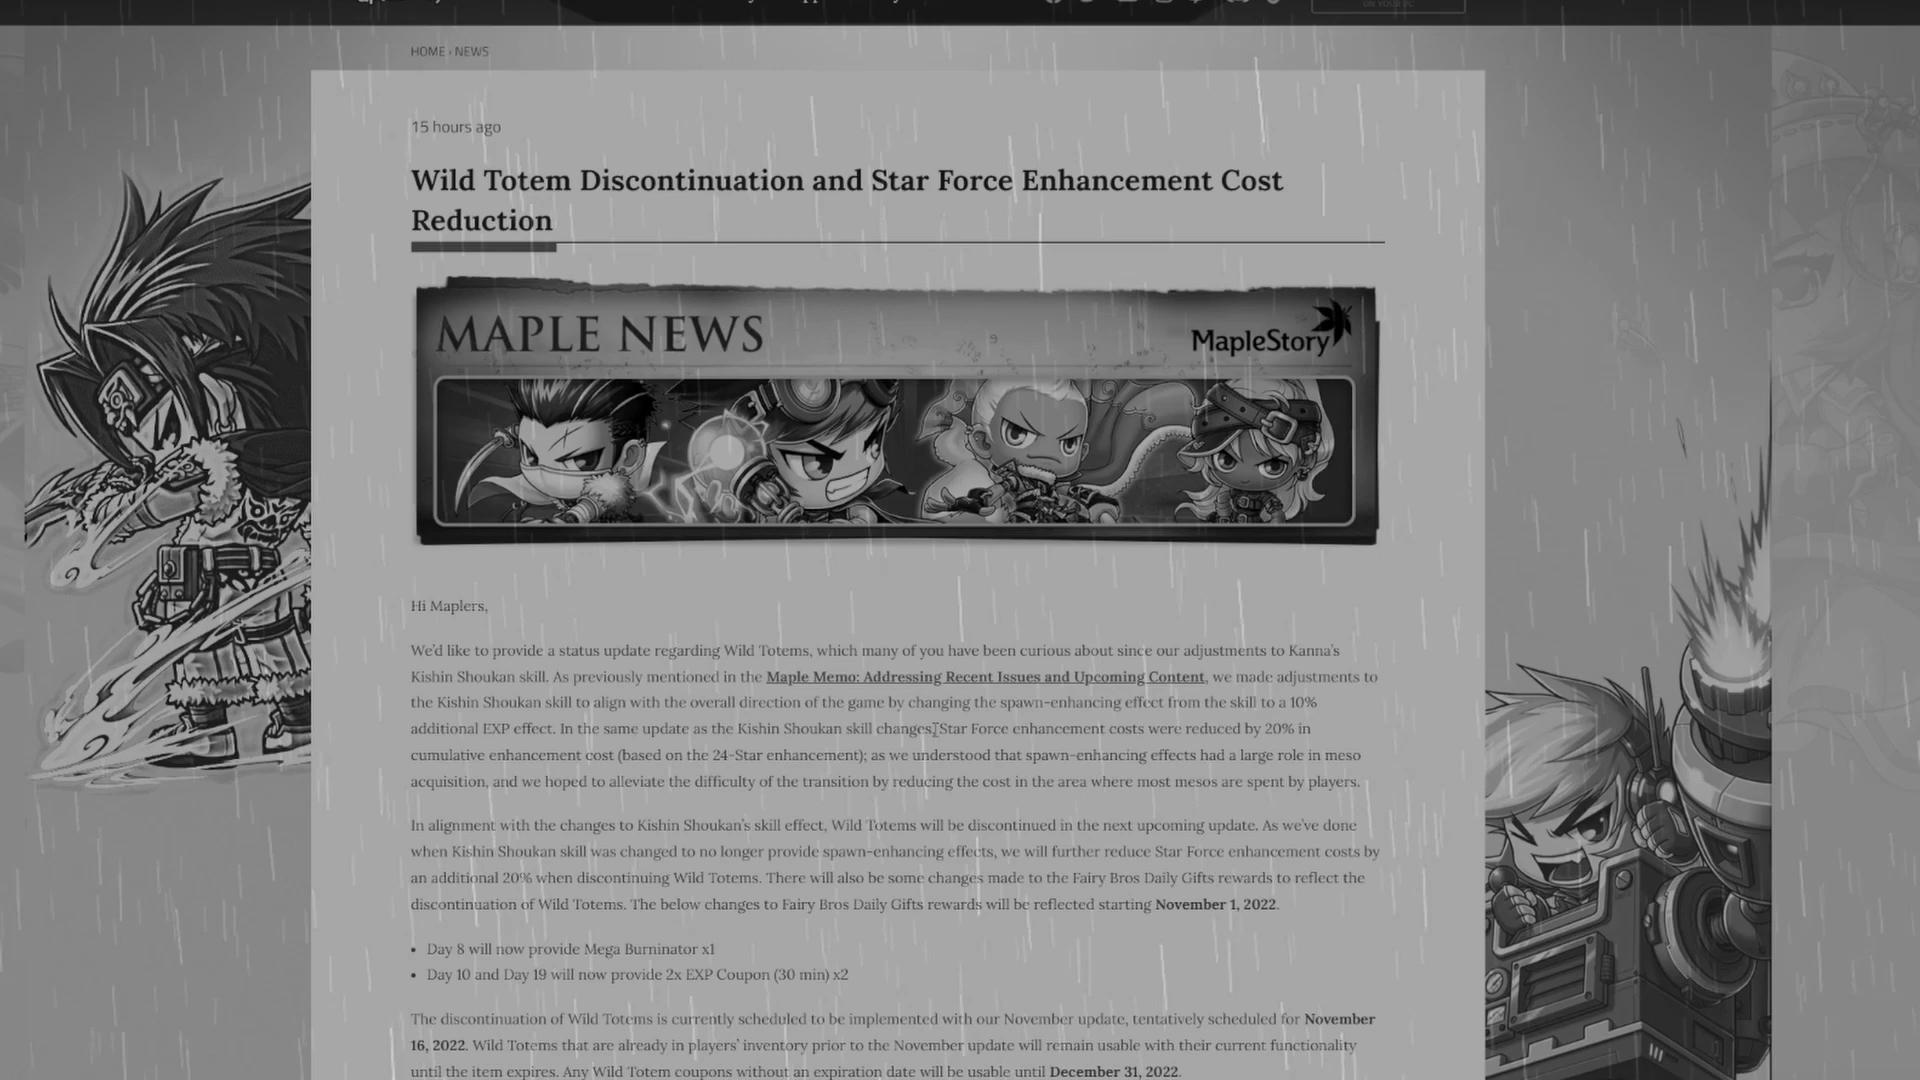 HOME › NEWS
15 hours ago
Wild Totem Discontinuation and Star Force Enhancement Cost
Reduction
MAPLE NEWS
MapleStory
Hi Maplers,
We'd like to provide a status update regarding Wild Totems, which many of you have been curious about since our adjustments to Kanna's
Kishin Shoukan skill. As previously mentioned in the Maple Memo: Addressing Recent Issues and Upcoming Content, we made adjustments to
the Kishin Shoukan skill to align with the overall direction of the game by changing the spawn-enhancing effect from the skill to a 10%
additional EXP effect. In the same update as the Kishin Shoukan skill changes, Star Force enhancement costs were reduced by 20% in
cumulative enhancement cost (based on the 24-Star enhancement); as we understood that spawn-enhancing effects had a large role in meso
acquisition, and we hoped to alleviate the difficulty of the transition by reducing the cost in the area where most mesos are spent by players.
In alignment with the changes to Kishin Shoukan's skill effect, Wild Totems will be discontinued in the next upcoming update. As we've done
when Kishin Shoukan skill was changed to no longer provide spawn-enhancing effects, we will further reduce Star Force enhancement costs by
an additional 20% when discontinuing Wild Totems. There will also be some changes made to the Fairy Bros Daily Gifts rewards to reflect the
discontinuation of Wild Totems. The below changes to Fairy Bros Daily Gifts rewards will be reflected starting November 1, 2022.
• Day 8 will now provide Mega Burninator x1
• Day 10 and Day 19 will now provide 2x EXP Coupon (30 min) x2
The discontinuation of Wild Totems is currently scheduled to be implemented with our November update, tentatively scheduled for November
16, 2022. Wild Totems that are already in players' inventory prior to the November update will remain usable with their current functionality
until the item expires. Any Wild Totem coupons without an expiration date will be usable until December 31, 2022.